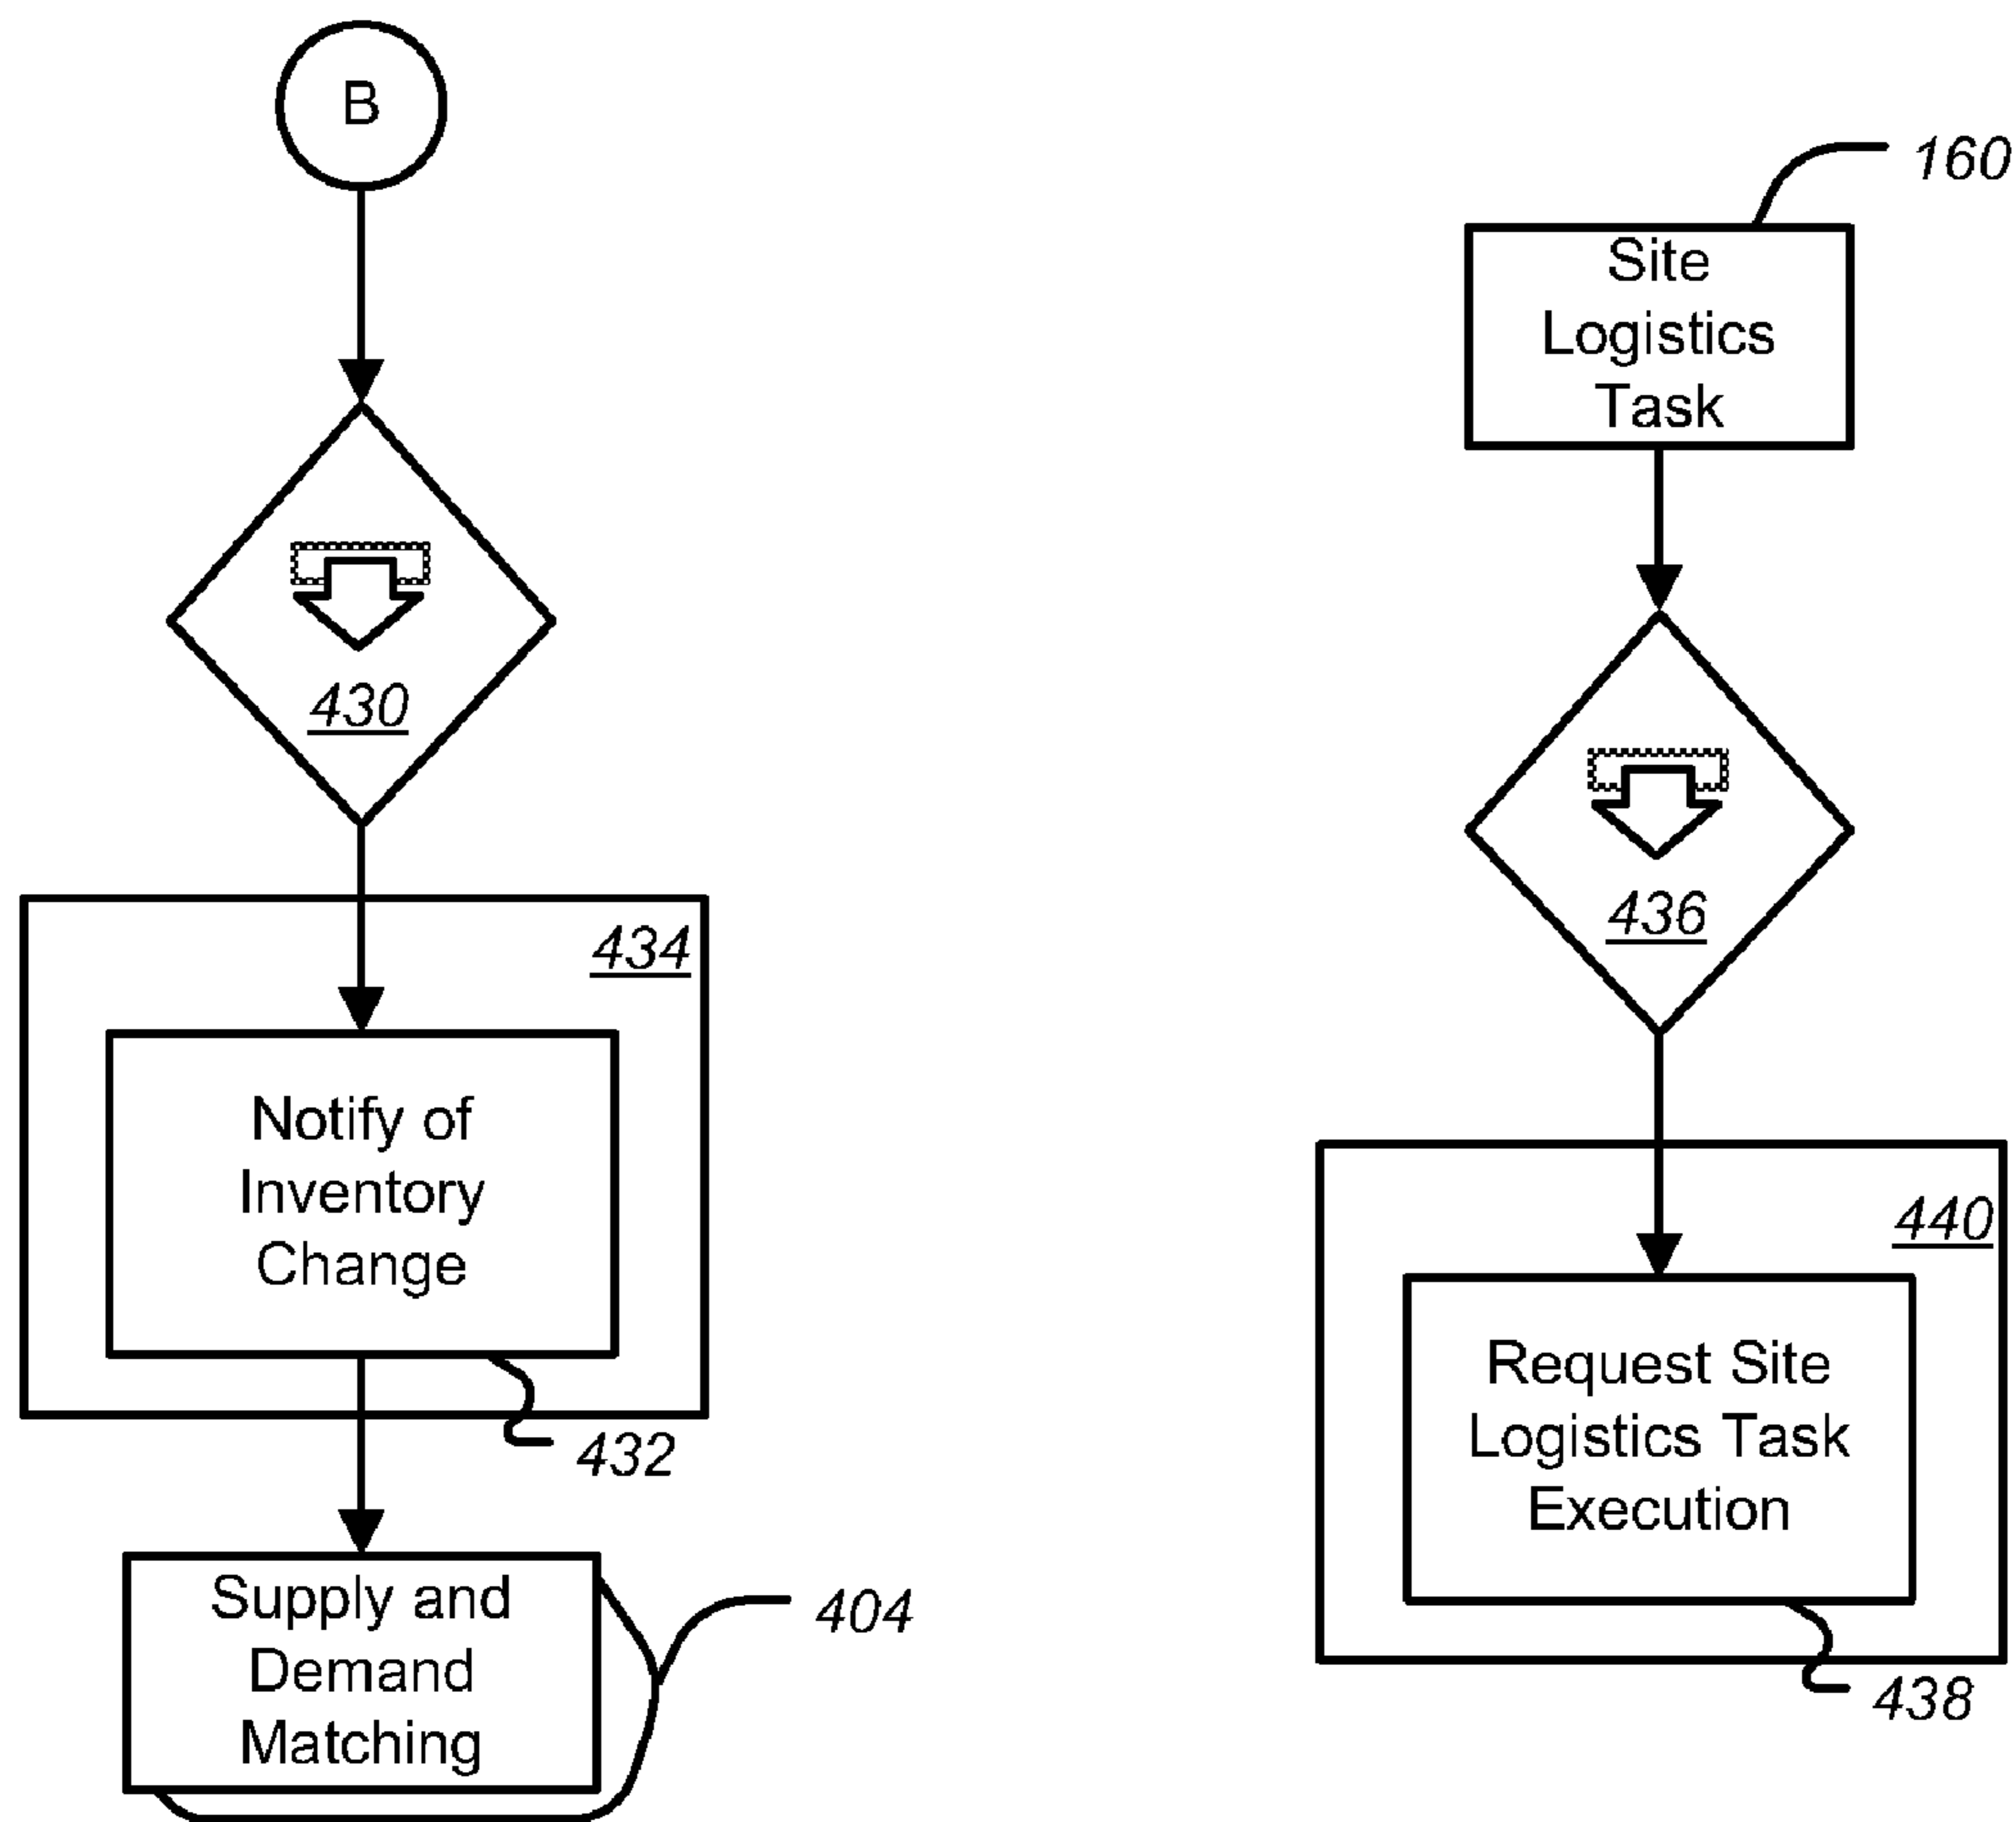 B
430
434
Notify of
Inventory
Change
432
Supply and
Demand
Matching
404
160
Site
Logistics
Task
436
440
Request Site
Logistics Task
Execution
438